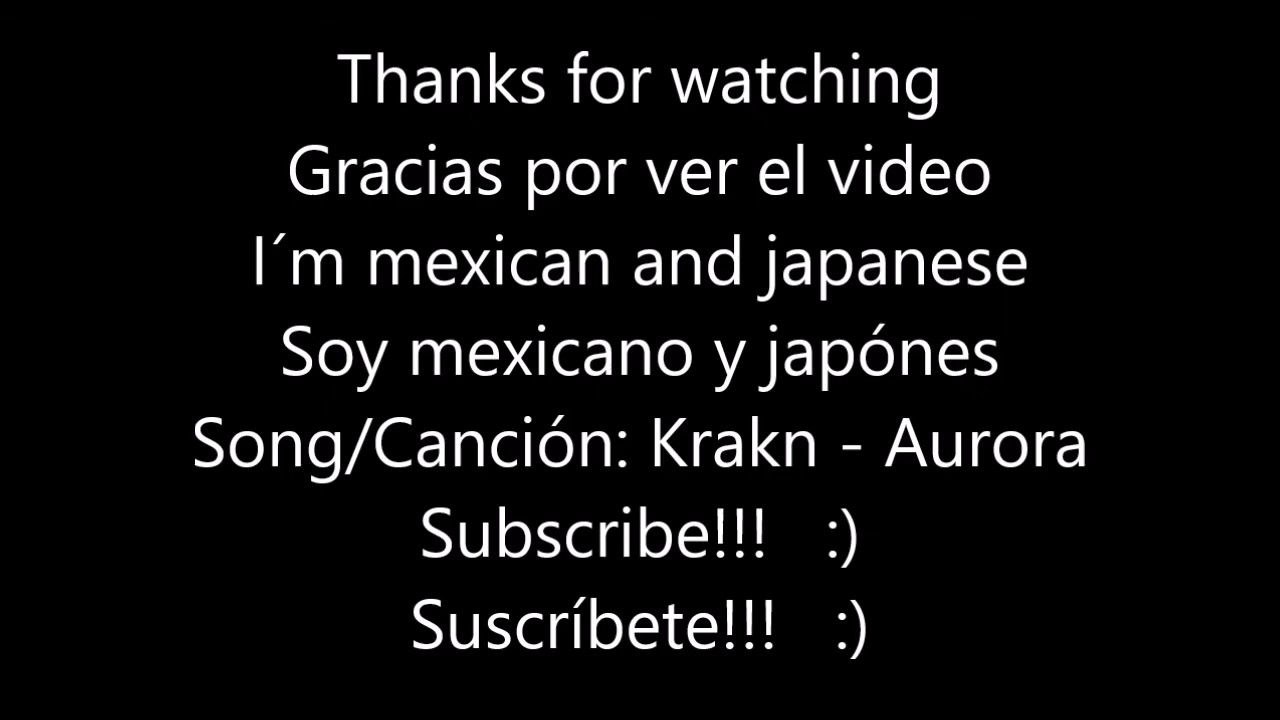 Thanks for watching
Gracias por ver el video
I´m mexican and japanese
Soy mexicano y japónes
Song/Canción: Krakn - Aurora
Subscribe!!! :)
Suscríbete!!! :)